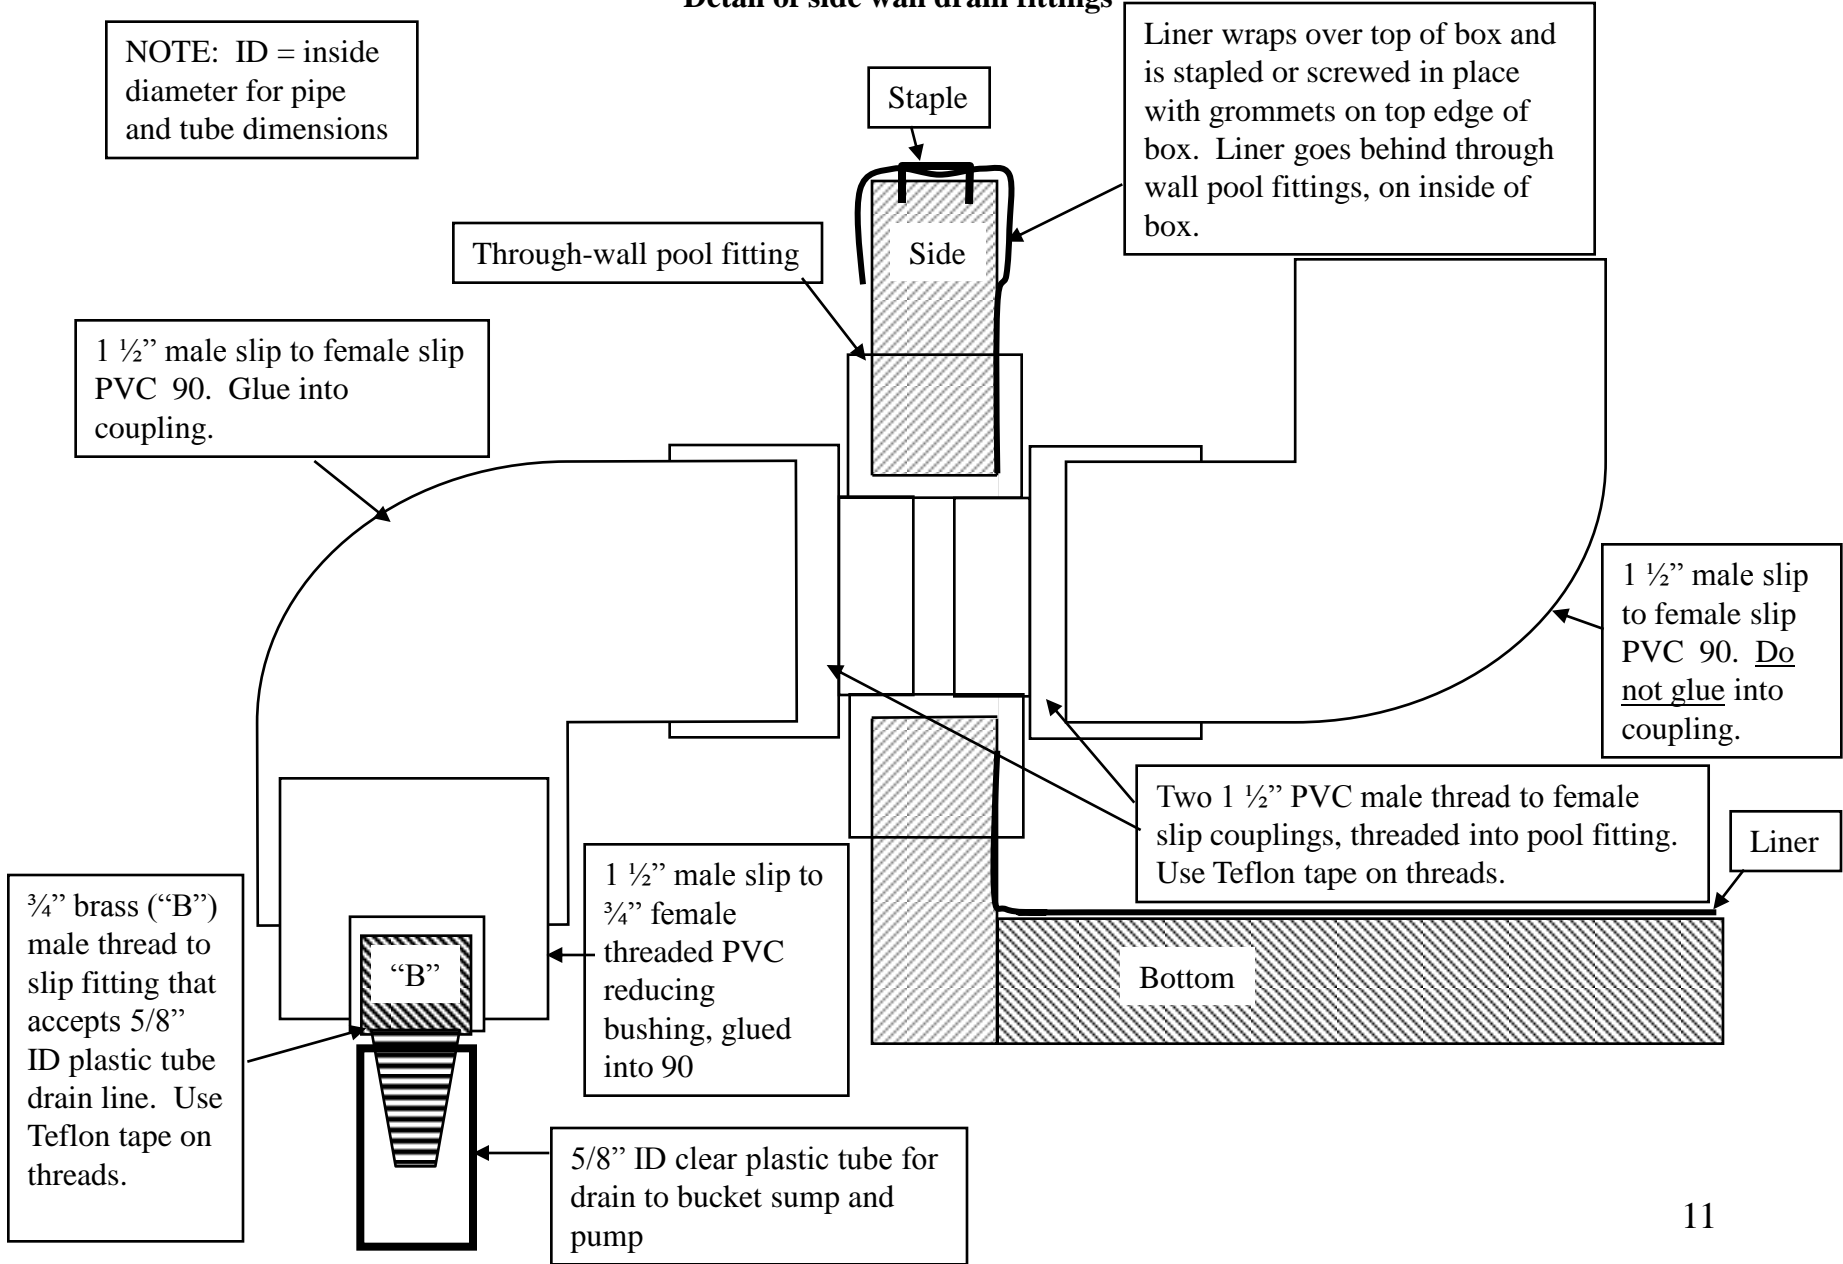 Detail of side wall drain fittings
NOTE: ID = inside
diameter for pipe
and tube dimensions
Staple
Liner wraps over top of box and
is stapled or screwed in place
with grommets on top edge of
box. Liner goes behind through
wall pool fittings, on inside of
box.
Through-wall pool fitting
Side
1 ½” male slip to female slip
PVC 90. Glue into
coupling.
1 ½” male slip
to female slip
PVC 90. Do
not glue into
coupling.
Two 1 ½” PVC male thread to female
slip couplings, threaded into pool fitting.
Use Teflon tape on threads.
Liner
¾” brass (“B”)
male thread to
slip fitting that
accepts 5/8”
ID plastic tube
drain line. Use
Teflon tape on
threads.
“B”
1 ½” male slip to
¾” female
threaded PVC
reducing
bushing, glued
into 90
Bottom
5/8” ID clear plastic tube for
drain to bucket sump and
pump
11